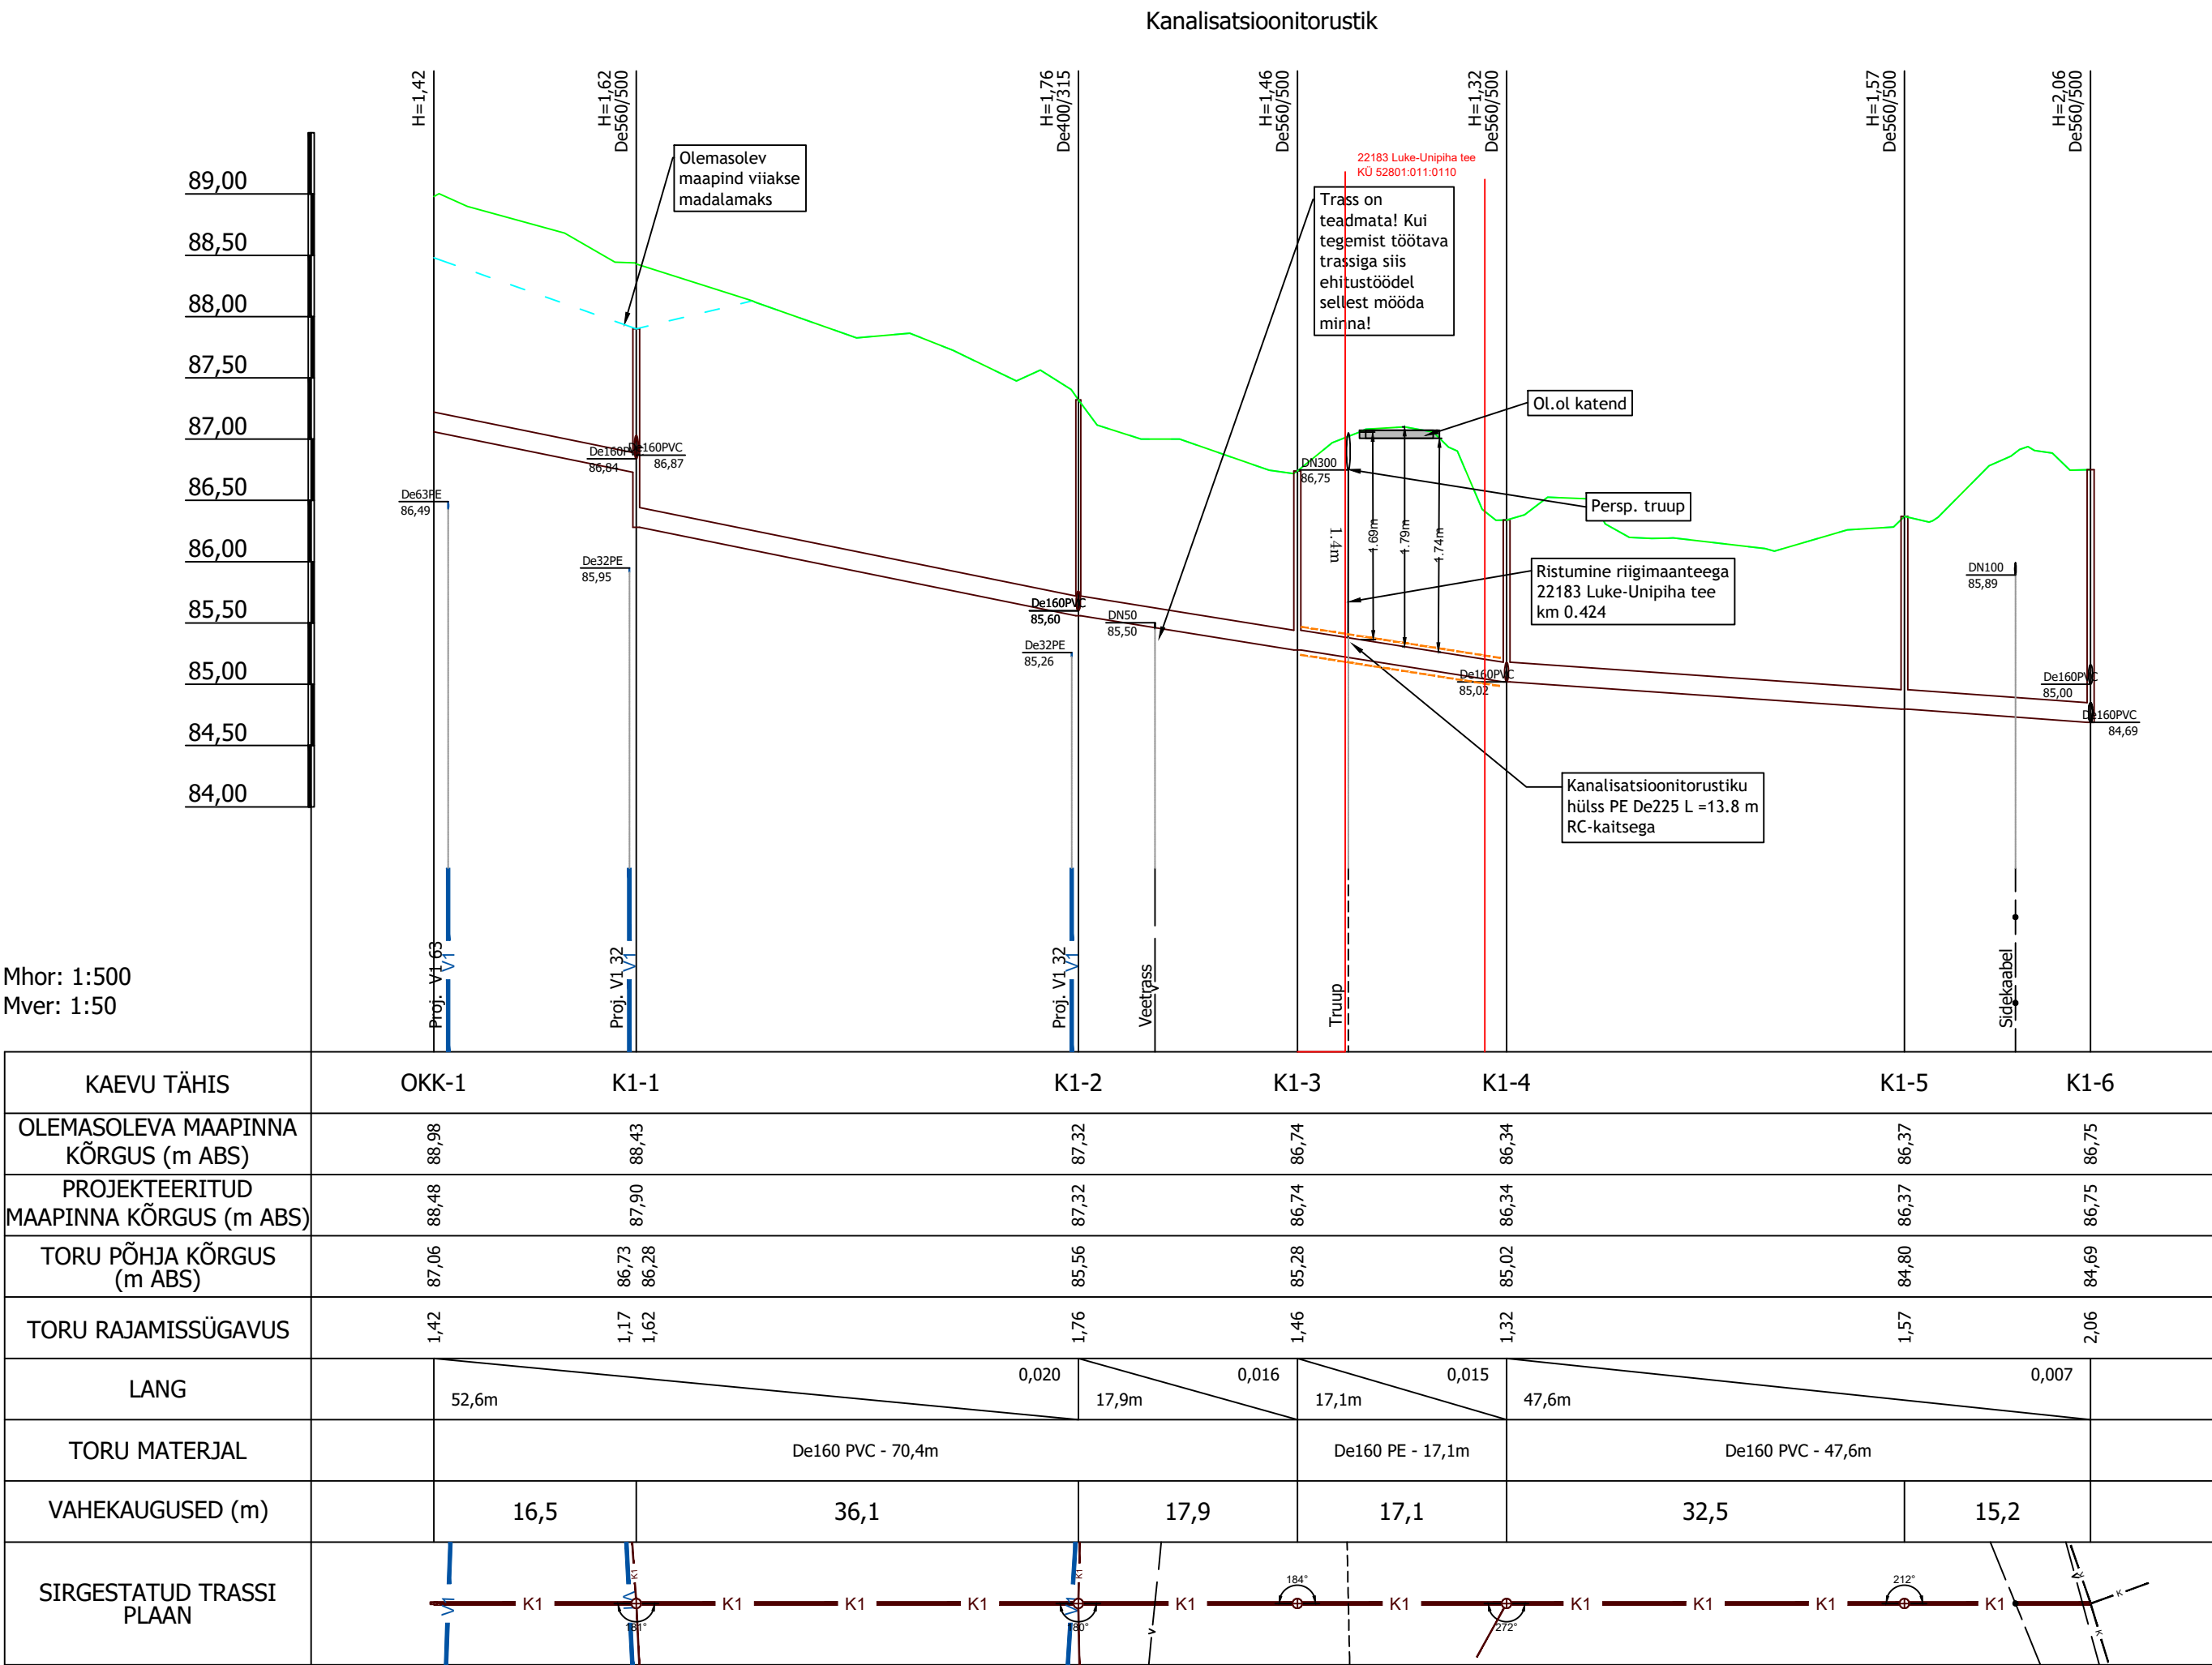 Kanalisatsioonitorustik
H=1,42
H=1,62
De560/500
H=1,76
De400/315
H=1,46
De560/500
H=1,32
De560/500
H=1,57
De560/500
H=2,06
De560/500
89,00
88,50
88,00
87,50
87,00
86,50
86,00
85,50
85,00
84,50
84,00
Olemasolev
maapind viiakse
madalamaks
22183 Luke-Unipiha tee
KÜ 52801:011:0110
Trass on
teadmata! Kui
tegemist töötava
trassiga siis
ehitustöödel
sellest mööda
minna!
Ol.ol katend
Persp. truup
Ristumine riigimaanteega
22183 Luke-Unipiha tee
km 0.424
Kanalisatsioonitorustiku
hülss PE De225 L =13.8 m
RC-kaitsega
De63PE
86,49
86,84
De160PVC
86,87
De32PE
85,95
De160PVC
85,60
De32PE
85,26
DN50
85,50
DN300
86,75
1.4m
1.69m
1.79m
1.74m
De160PVC
85,02
DN100
85,89
De160PVC
85,00
De160PVC
84,69
Mhor: 1:500
Mver: 1:50
Proj. V1 63
V1
Proj. V1 32
V1
Proj. V1 32
V1
Veetrass
V
Truup
Sidekaabel
KAEVU TÄHIS
OKK-1 K1-1 K1-2 K1-3 K1-4 K1-5 K1-6
OLEMASOLEVA MAAPINNA
KÕRGUS (m ABS)
88,98 88,43 87,32 86,74 86,34 86,37 86,75
PROJEKTEERITUD
MAAPINNA KÕRGUS (m ABS)
88,48 87,90 87,32 86,74 86,34 86,37 86,75
TORU PÕHJA KÕRGUS
(m ABS)
87,06 86,73 86,28 85,56 85,28 85,02 84,80 84,69
TORU RAJAMISSÜGAVUS
1,42 1,17 1,62 1,76 1,46 1,32 1,57 2,06
LANG
52,6m 0,020 17,9m 0,016 17,1m 0,015 47,6m 0,007
TORU MATERJAL
De160 PVC - 70,4m De160 PE - 17,1m De160 PVC - 47,6m
VAHEKAUGUSED (m)
16,5 36,1 17,9 17,1 32,5 15,2
SIRGESTATUD TRASSI
PLAAN
V1 K1 V1 K1 K1 K1 K1 V1 K1 K1 V K1 K1 K1 K1 K1 K1 V K K K
181° 180° 184° 272° 212°